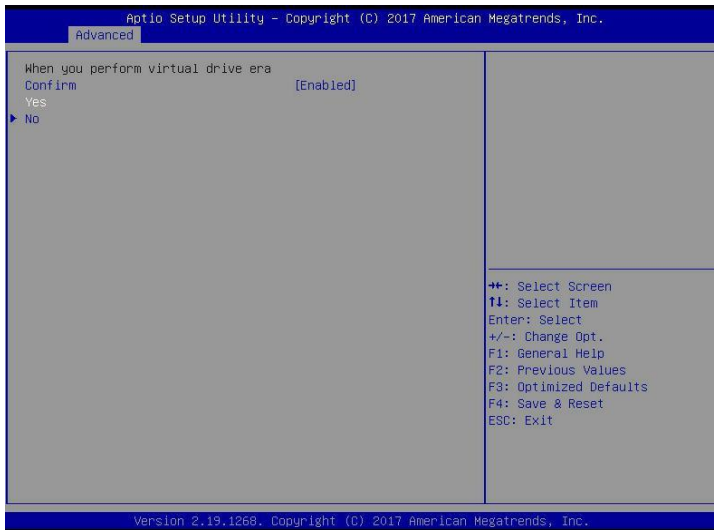 Aptio Setup Utility – Copyright (C) 2017 American Megatrends, Inc.
Advanced
When you perform virtual drive era
Confirm [Enabled]
Yes
No
→←: Select Screen
↑↓: Select Item
Enter: Select
+/-: Change Opt.
F1: General Help
F2: Previous Values
F3: Optimized Defaults
F4: Save & Reset
ESC: Exit
Version 2.19.1268. Copyright (C) 2017 American Megatrends, Inc.